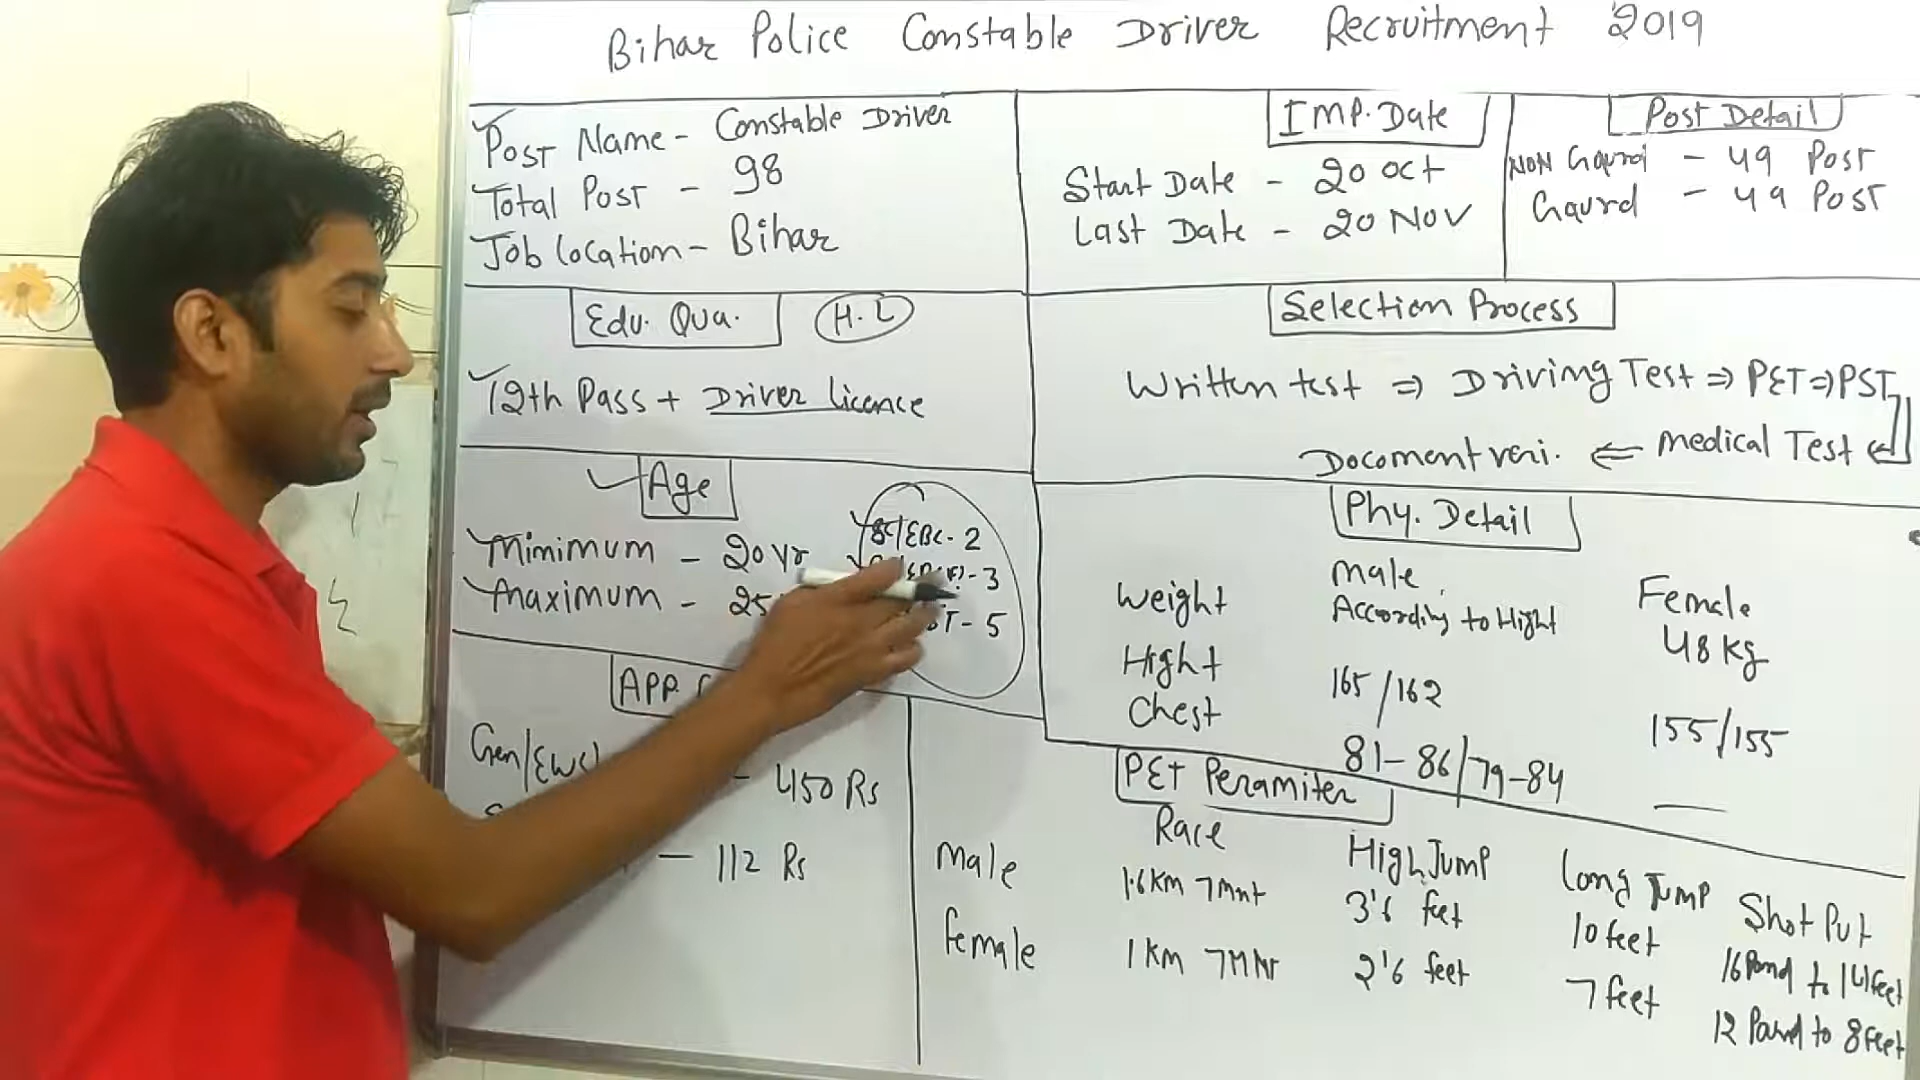 Bihar Police Constable Driver Recruitment 2019
Post Name - Constable Driver
Total Post - 98
Job location - Bihar
Edu. Qua. H.L
12th Pass + Driver licence
Age
Minimum - 20 yr
Maximum - 25
BC/EBC - 2
- 3
- 5
APP.
Gen/EWS/ - 450 Rs
- 112 Rs
IMP. Date
Start Date - 20 Oct
Last Date - 20 NOV
Post Detail
NON Gaurd - 49 Post
Gaurd - 49 Post
Selection Process
Written test ⇒ Driving Test ⇒ PET ⇒ PST
Docoment veri. ⇐ Medical Test ⇐
Phy. Detail
Male Female
Weight According to Hight 48 Kg
Hight 165/162 155/155
Chest 81-86/79-84 —
PET Peramiter
Race High Jump Long Jump Shot Put
Male 1.6 Km 7 Mnt 3'6 feet 10 feet 16 Pond to 14 feet
Female 1 Km 7 Mnt 2'6 feet 7 feet 12 Pond to 8 Feet